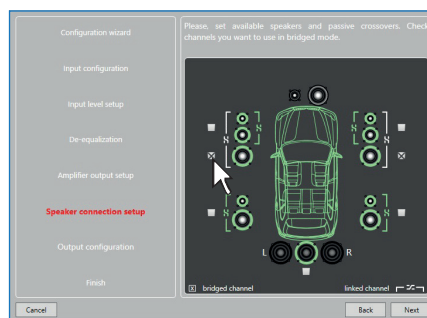 Configuration wizard
Input configuration
Input level setup
De-equalization
Amplifier output setup
Speaker connection setup
Output configuration
Finish
Please, set available speakers and passive crossovers. Check
channels you want to use in bridged mode.
L R
bridged channel linked channel
Cancel Back Next